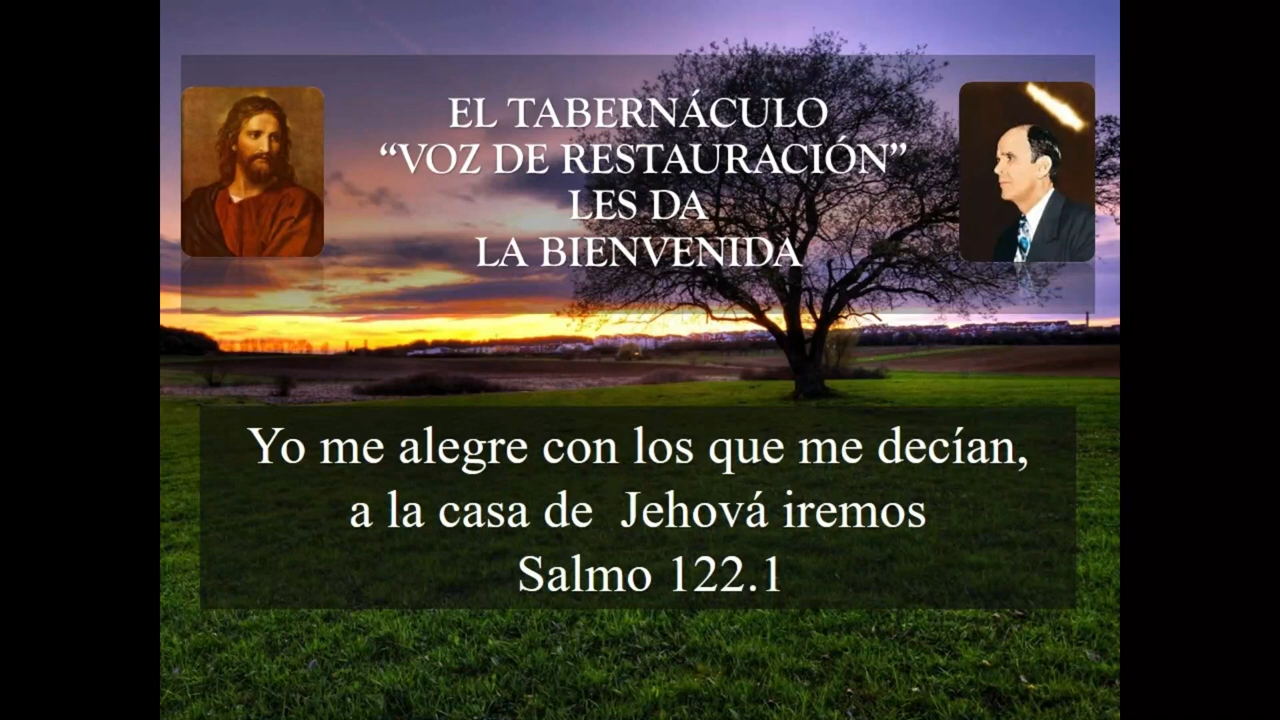 EL TABERNÁCULO
“VOZ DE RESTAURACIÓN”
LES DA
LA BIENVENIDA
Yo me alegre con los que me decían,
a la casa de  Jehová iremos
Salmo 122.1